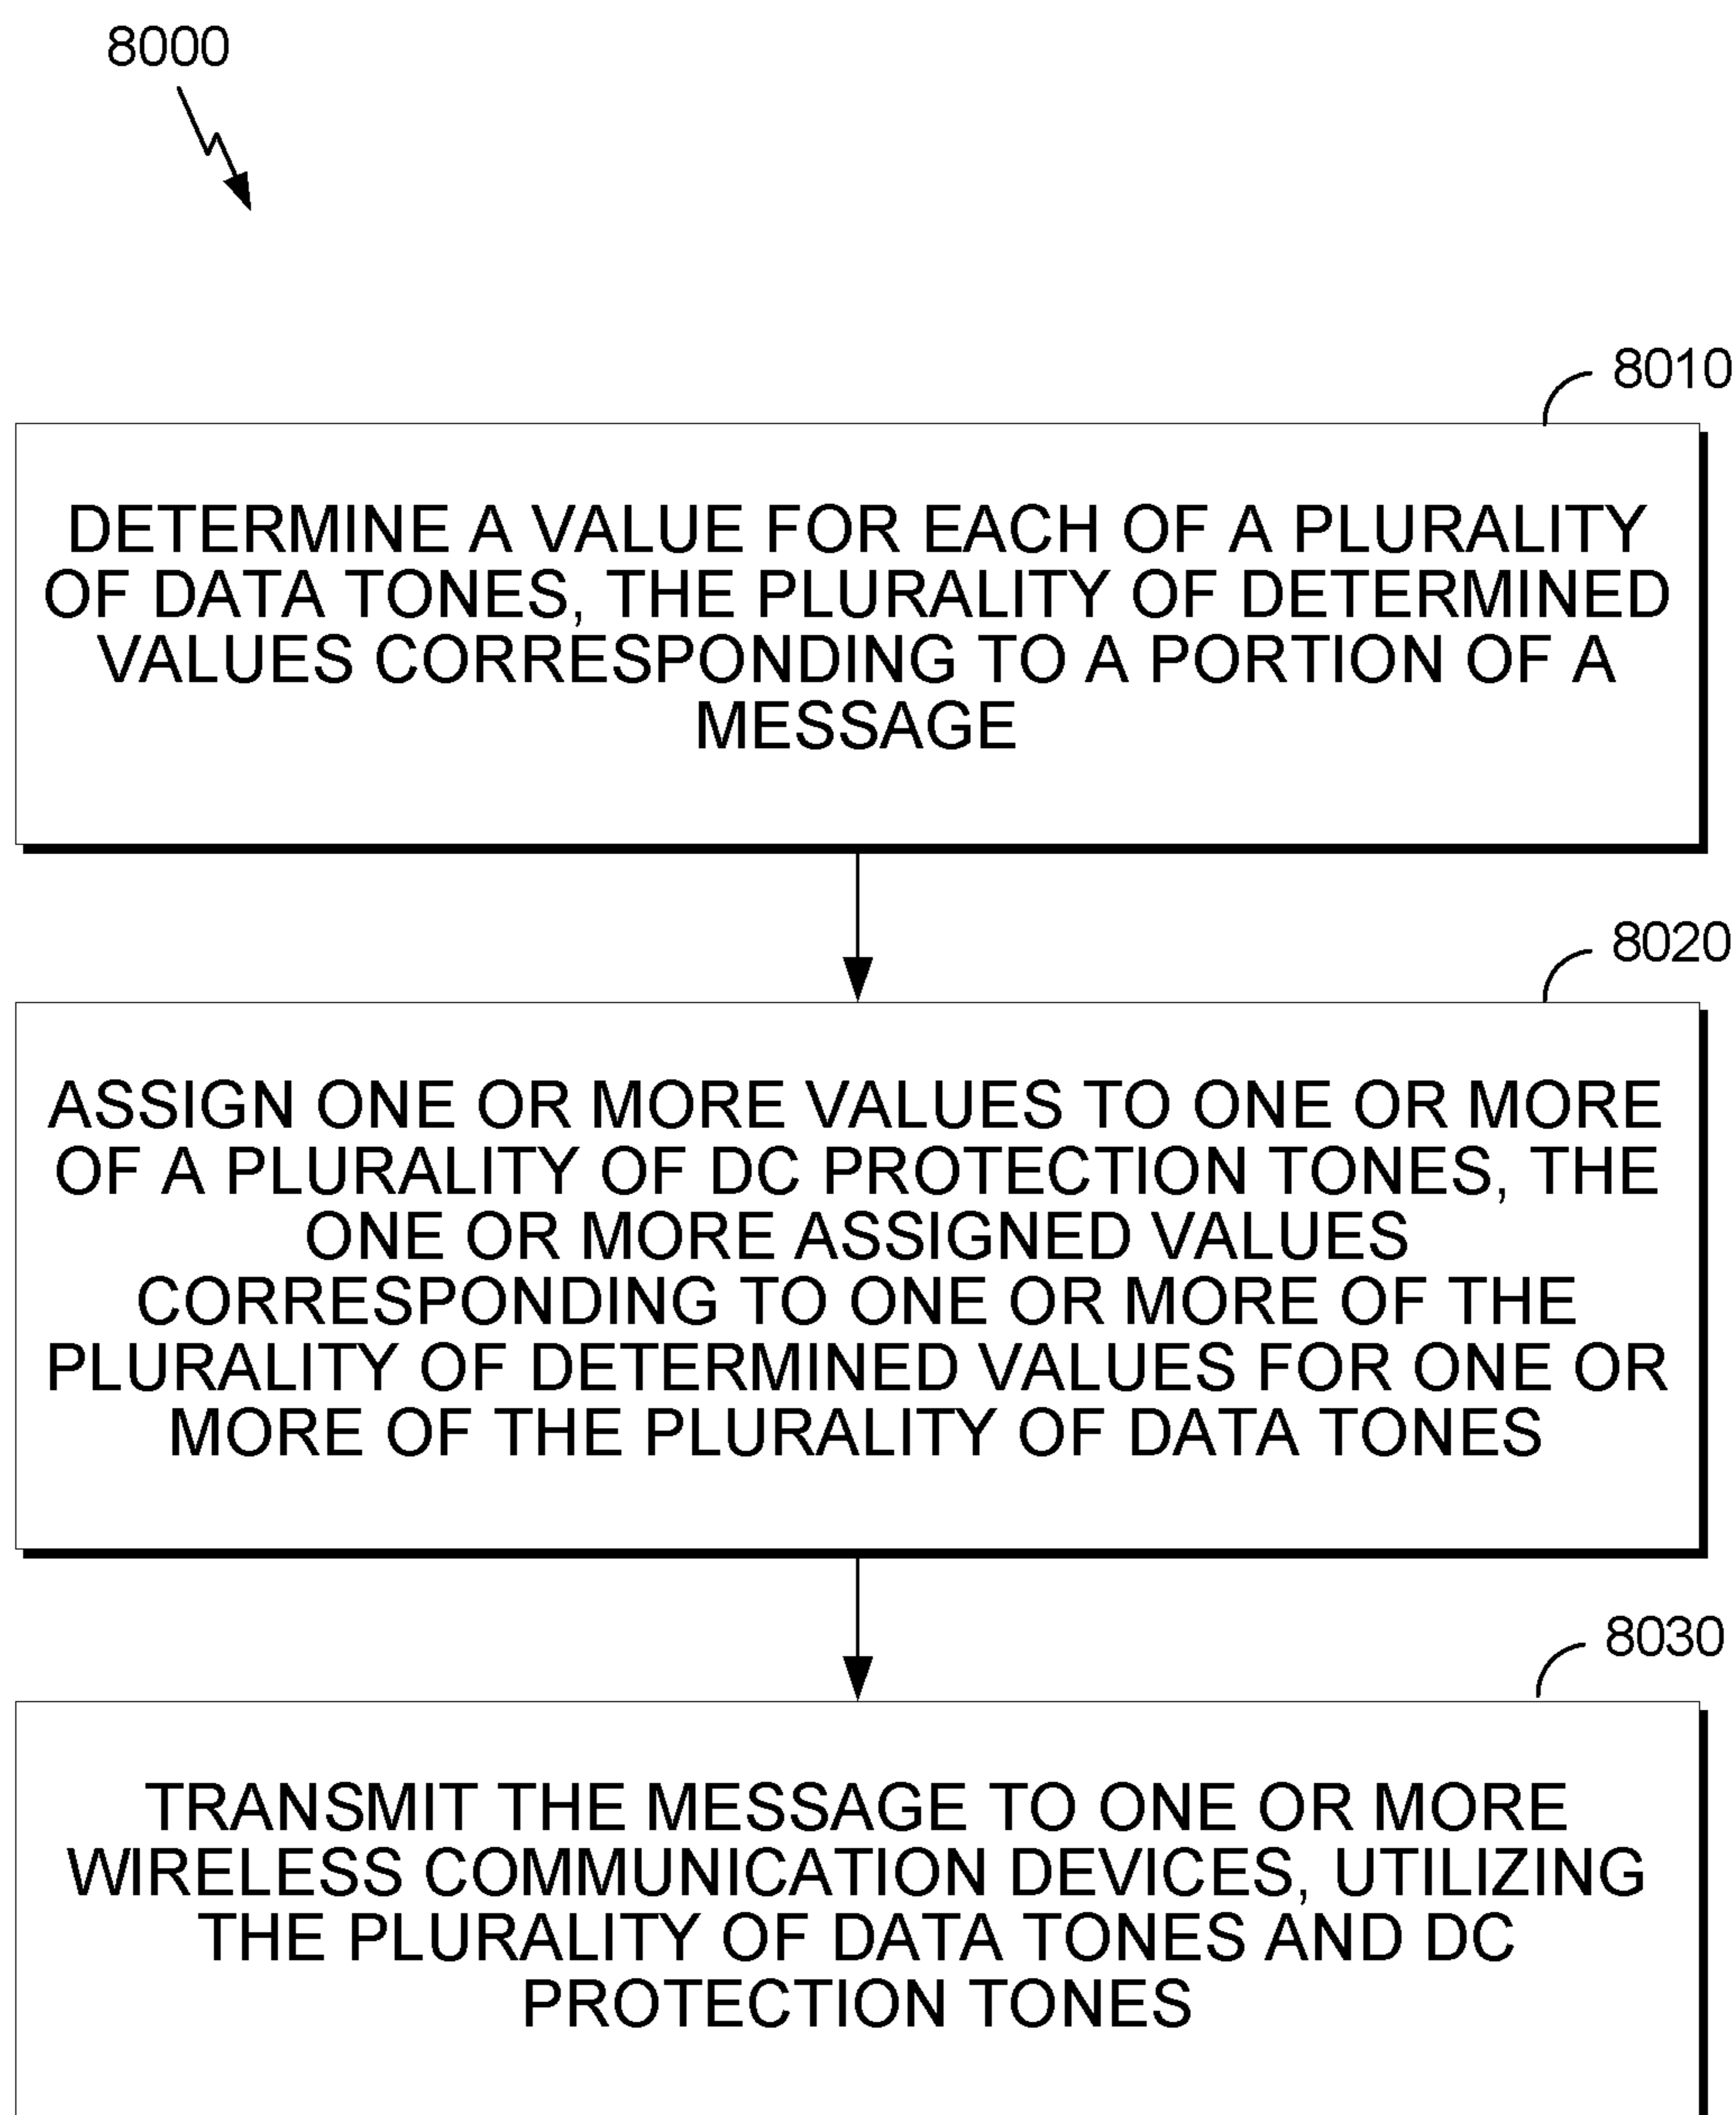 8000
8010
DETERMINE A VALUE FOR EACH OF A PLURALITY
OF DATA TONES, THE PLURALITY OF DETERMINED
VALUES CORRESPONDING TO A PORTION OF A
MESSAGE
8020
ASSIGN ONE OR MORE VALUES TO ONE OR MORE
OF A PLURALITY OF DC PROTECTION TONES, THE
ONE OR MORE ASSIGNED VALUES
CORRESPONDING TO ONE OR MORE OF THE
PLURALITY OF DETERMINED VALUES FOR ONE OR
MORE OF THE PLURALITY OF DATA TONES
8030
TRANSMIT THE MESSAGE TO ONE OR MORE
WIRELESS COMMUNICATION DEVICES, UTILIZING
THE PLURALITY OF DATA TONES AND DC
PROTECTION TONES